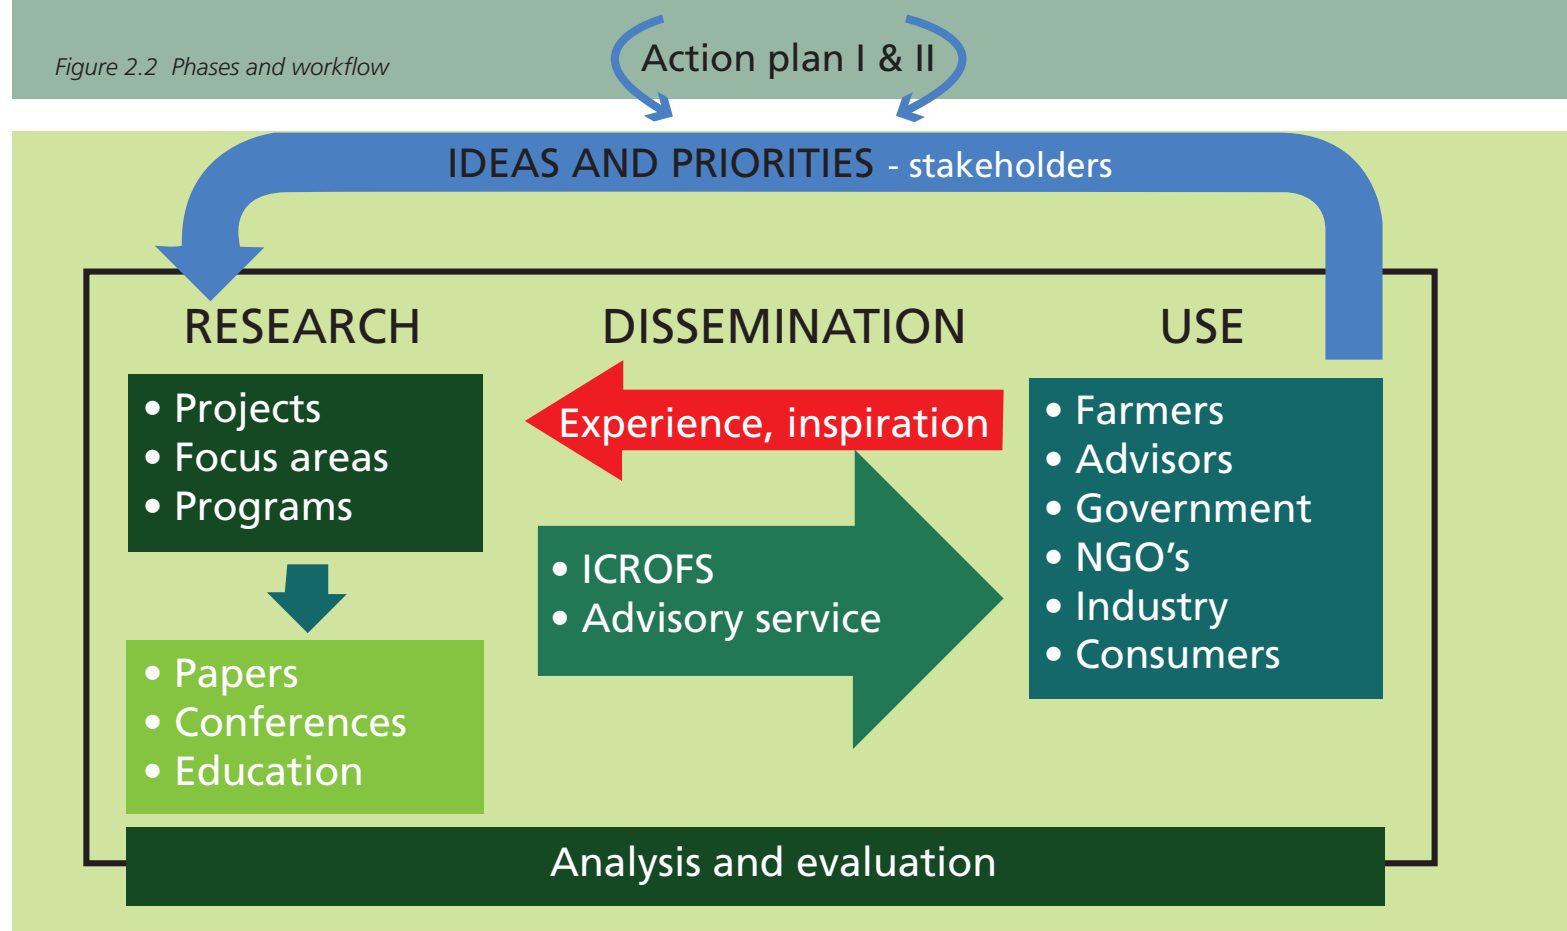 Figure 2.2 Phases and workflow
Action plan I & II
IDEAS AND PRIORITIES - stakeholders
RESEARCH
• Projects
• Focus areas
• Programs
• Papers
• Conferences
• Education
DISSEMINATION
Experience, inspiration
• ICROFS
• Advisory service
USE
• Farmers
• Advisors
• Government
• NGO's
• Industry
• Consumers
Analysis and evaluation